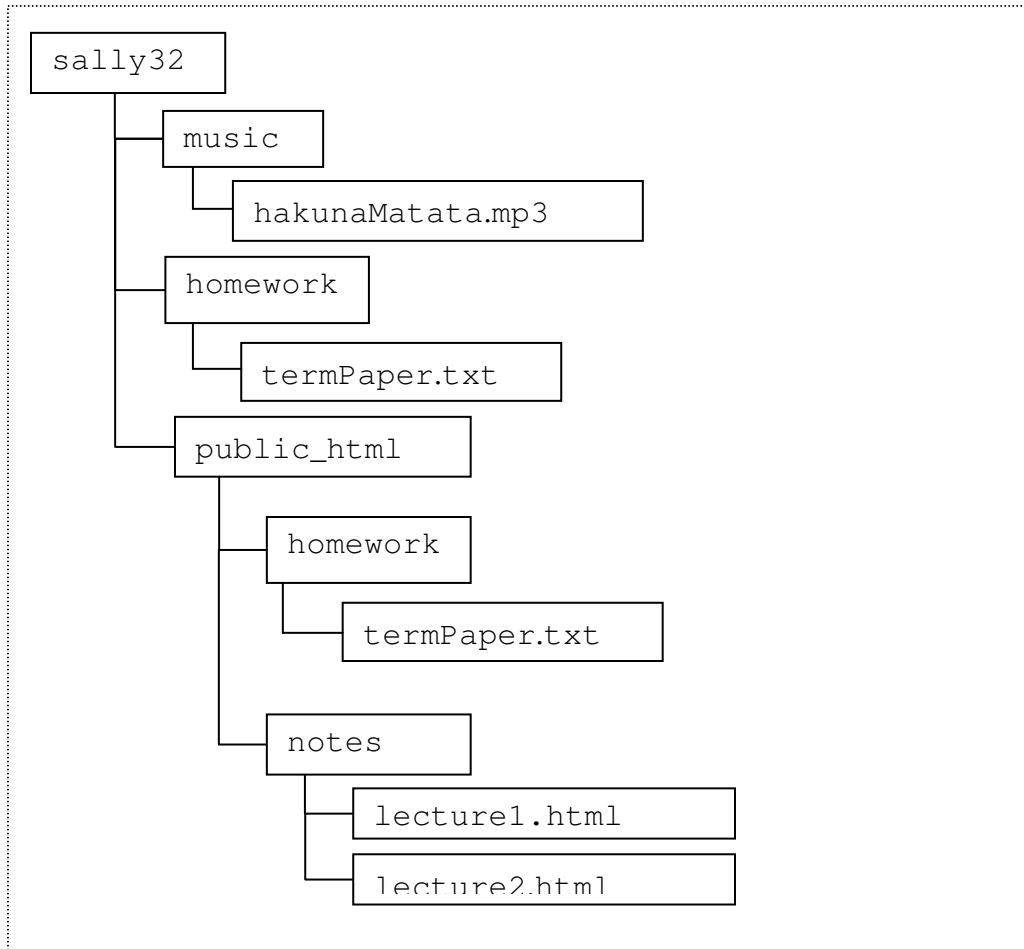 sally32
music
hakunaMatata.mp3
homework
termPaper.txt
public_html
homework
termPaper.txt
notes
lecture1.html
lecture2.html